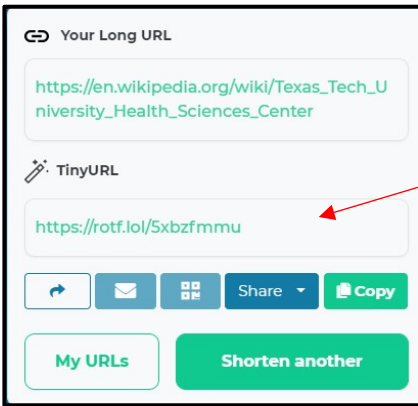 Your Long URL
https://en.wikipedia.org/wiki/Texas_Tech_U
niversity_Health_Sciences_Center
TinyURL
https://rotf.lol/5xbzfmmu
Share Copy
My URLs Shorten another